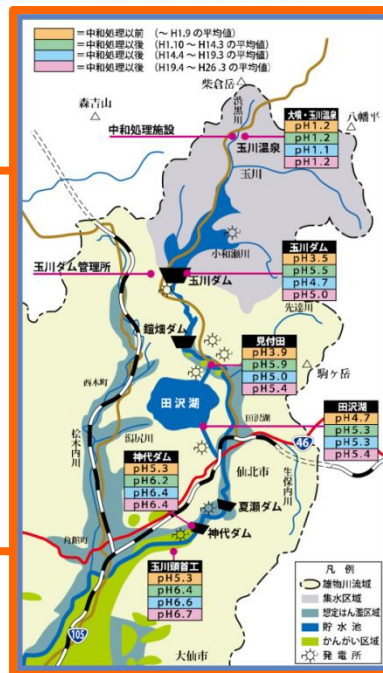 ＝中和処理以前（～H1.9の平均値）
＝中和処理以後（H1.10～H14.3の平均値）
＝中和処理以後（H14.4～H19.3の平均値）
＝中和処理以後（H19.4～H26.3の平均値）
柴倉岳
森吉山
渋黒川
八幡平
中和処理施設
玉川温泉
大噴・玉川温泉
pH1.2
pH1.2
pH1.1
pH1.2
玉川
小和瀬川
玉川ダム管理所
玉川ダム
玉川ダム
pH3.5
pH5.5
pH4.7
pH5.0
先達川
鎧畑ダム
見付田
pH3.9
pH5.9
pH5.0
pH5.4
駒ヶ岳
西木町
田沢湖
田沢湖
田沢湖
pH4.7
pH5.3
pH5.3
pH5.4
46
桧木内川
潟尻川
神代ダム
pH5.3
pH6.2
pH6.4
pH6.4
仙北市
生保内川
夏瀬ダム
神代ダム
角館町
玉川頭首工
pH5.3
pH6.4
pH6.6
pH6.7
105
大仙市
凡例
雄物川流域
集水区域
想定はん濫区域
貯水池
かんがい区域
発電所